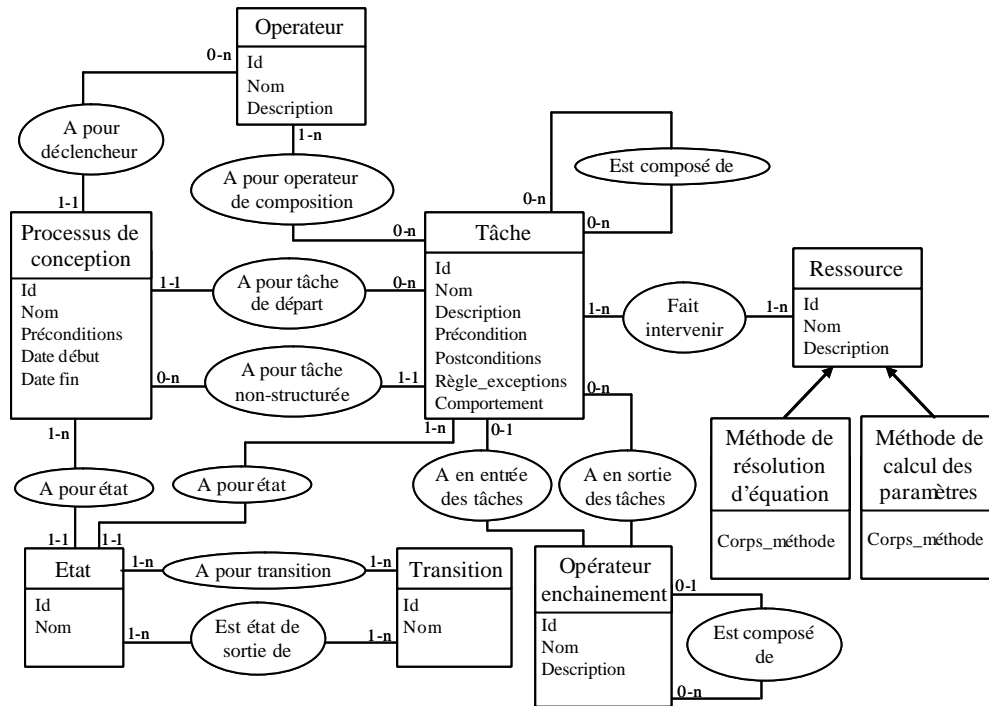 Operateur
Id
Nom
Description
0-n
1-n
A pour
déclencheur
1-1
A pour operateur
de composition
0-n
Est composé de
0-n
0-n
Processus de
conception
Id
Nom
Préconditions
Date début
Date fin
1-1
A pour tâche
de départ
0-n
0-n
A pour tâche
non-structurée
1-1
Tâche
Id
Nom
Description
Précondition
Postconditions
Règle_exceptions
Comportement
1-n
Fait
intervenir
1-n
Ressource
Id
Nom
Description
0-n
1-n
1-n
0-1
Méthode de
résolution
d'équation
Corps_méthode
Méthode de
calcul des
paramètres
Corps_méthode
A pour état
A pour état
A en entrée
des tâches
A en sortie
des tâches
1-1
1-1
Etat
Id
Nom
1-n
A pour transition
1-n
1-n
Est état de
sortie de
1-n
Transition
Id
Nom
Opérateur
enchainement
Id
Nom
Description
0-1
Est composé
de
0-n